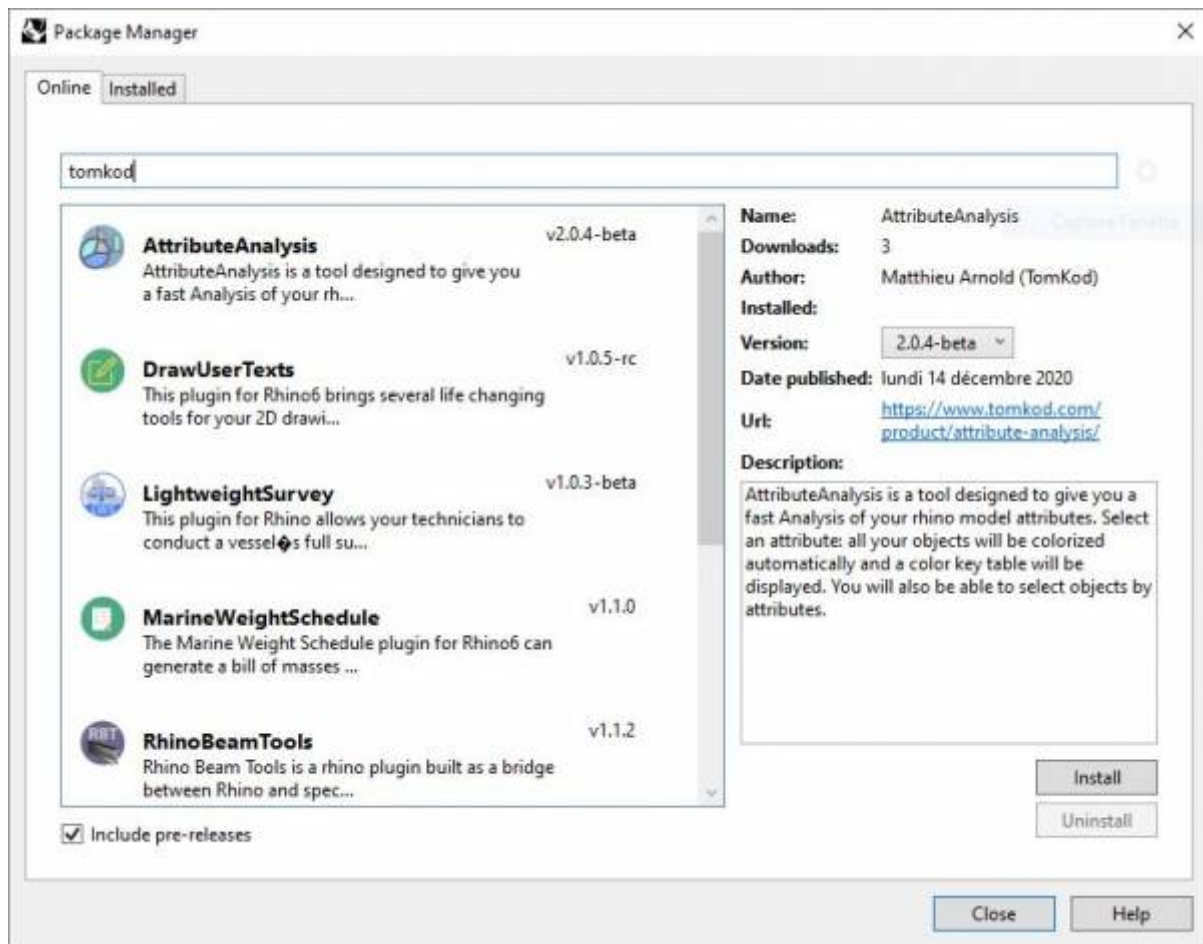 Package Manager
Online Installed
tomkod
AttributeAnalysis v2.0.4-beta
AttributeAnalysis is a tool designed to give you
a fast Analysis of your rh...
DrawUserTexts v1.0.5-rc
This plugin for Rhino6 brings several life changing
tools for your 2D drawi...
LightweightSurvey v1.0.3-beta
This plugin for Rhino allows your technicians to
conduct a vessel�s full su...
MarineWeightSchedule v1.1.0
The Marine Weight Schedule plugin for Rhino6 can
generate a bill of masses ...
RBT
RhinoBeamTools v1.1.2
Rhino Beam Tools is a rhino plugin built as a bridge
between Rhino and spec...
Include pre-releases
Name: AttributeAnalysis
Downloads: 3
Author: Matthieu Arnold (TomKod)
Installed:
Version: 2.0.4-beta
Date published: lundi 14 décembre 2020
Url: https://www.tomkod.com/
product/attribute-analysis/
Description:
AttributeAnalysis is a tool designed to give you a
fast Analysis of your rhino model attributes. Select
an attribute: all your objects will be colorized
automatically and a color key table will be
displayed. You will also be able to select objects by
attributes.
Install
Uninstall
Close Help